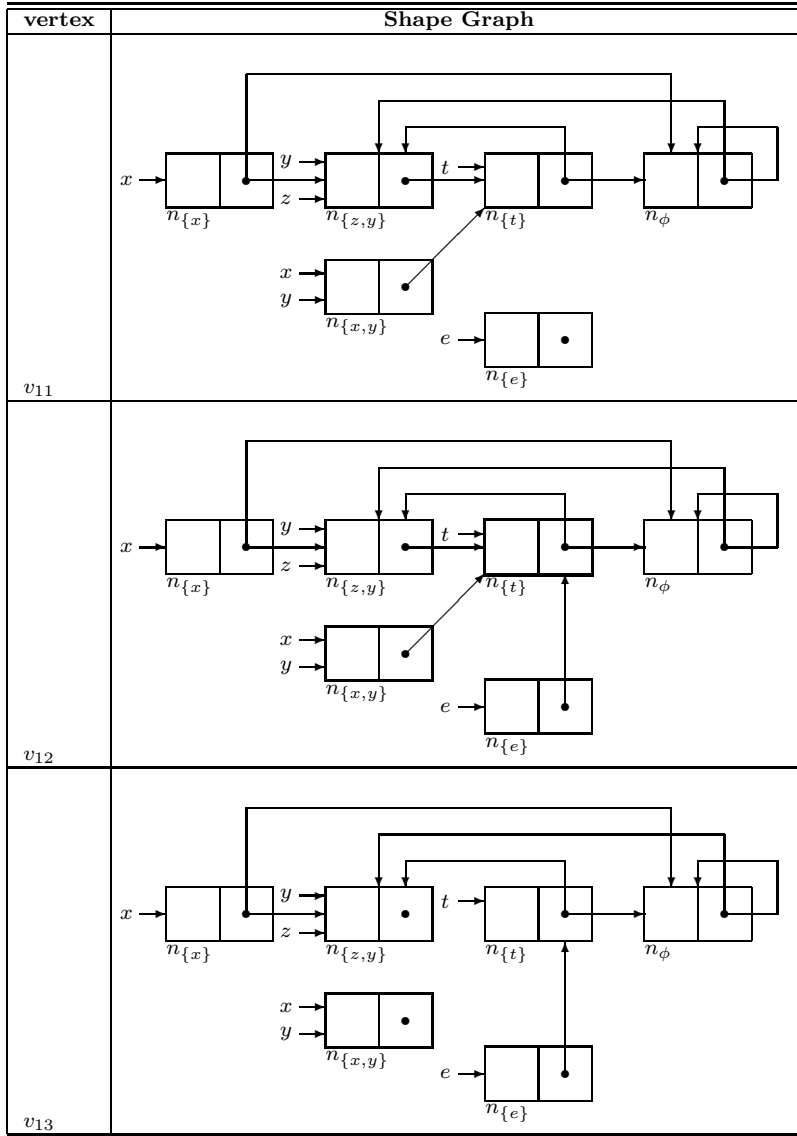 vertex Shape Graph
y t
x
z
n{x} n{z,y} n{t} nϕ
x
y
n{x,y} e
n{e}
v11
y t
x
z
n{x} n{z,y} n{t} nϕ
x
y
n{x,y} e
n{e}
v12
y t
x
z
n{x} n{z,y} n{t} nϕ
x
y
n{x,y} e
n{e}
v13